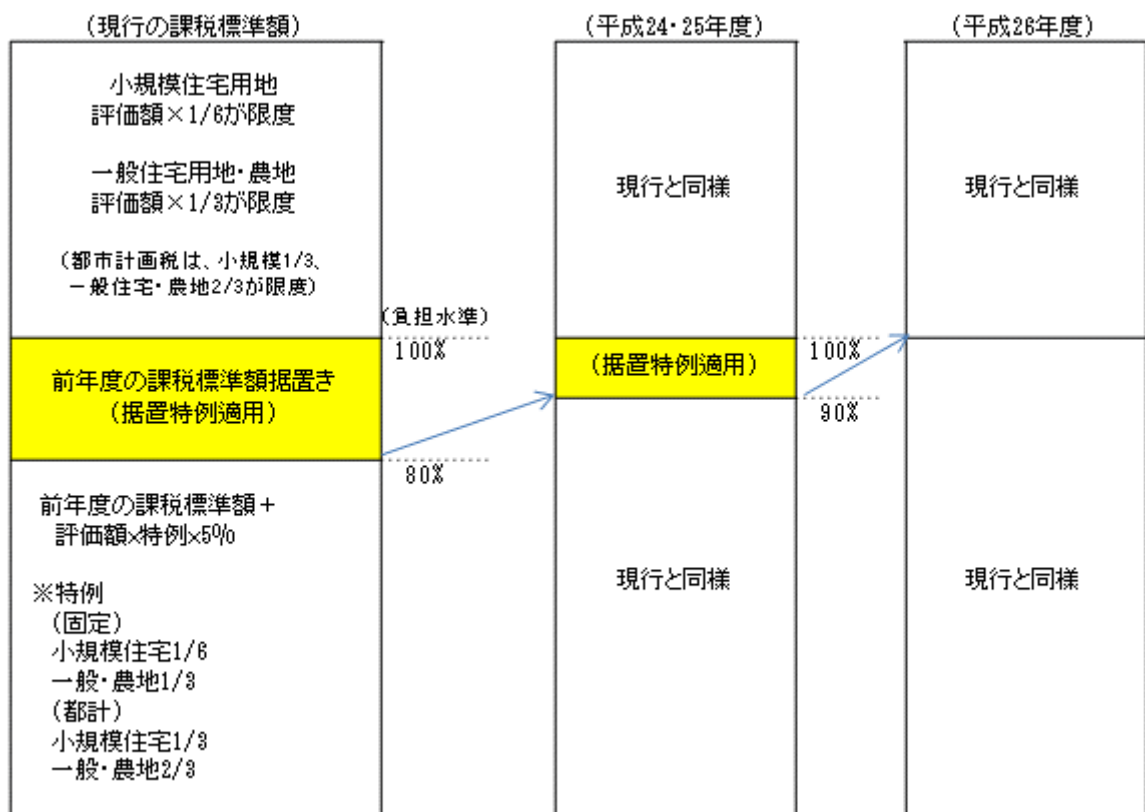 (現行の課税標準額)
小規模住宅用地
評価額×1/6が限度
一般住宅用地・農地
評価額×1/3が限度
(都市計画税は、小規模1/3、
一般住宅・農地2/3が限度)
前年度の課税標準額据置き
(据置特例適用)
前年度の課税標準額+
評価額×特例×5%
※特例
(固定)
小規模住宅1/6
一般・農地1/3
(都計)
小規模住宅1/3
一般・農地2/3
(負担水準)
100%
80%
(平成24・25年度)
現行と同様
(据置特例適用)
現行と同様
100%
90%
(平成26年度)
現行と同様
現行と同様